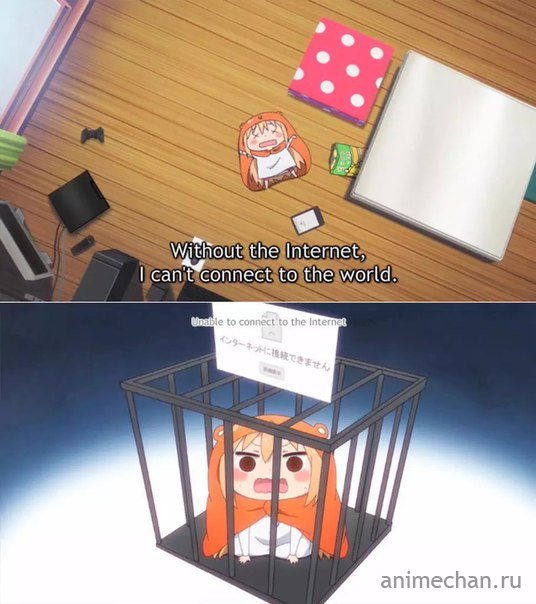 Without the Internet,
I can't connect to the world.
Unable to connect to the Internet
インターネットに接続できません
animechan.ru